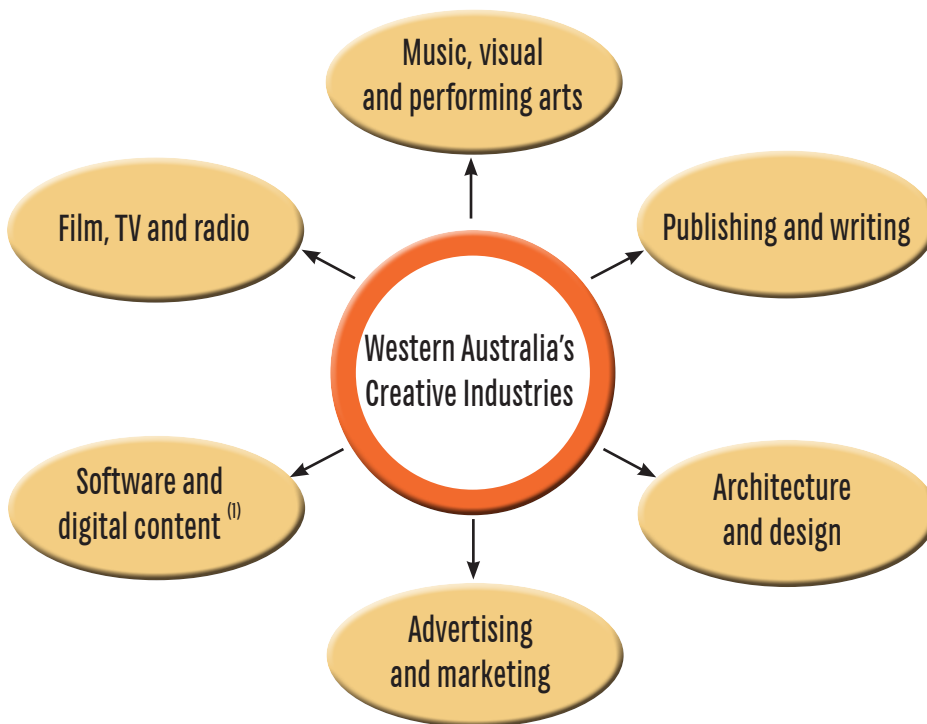 Music, visual
and performing arts
Film, TV and radio
Publishing and writing
Western Australia’s
Creative Industries
Software and
digital content (1)
Architecture
and design
Advertising
and marketing